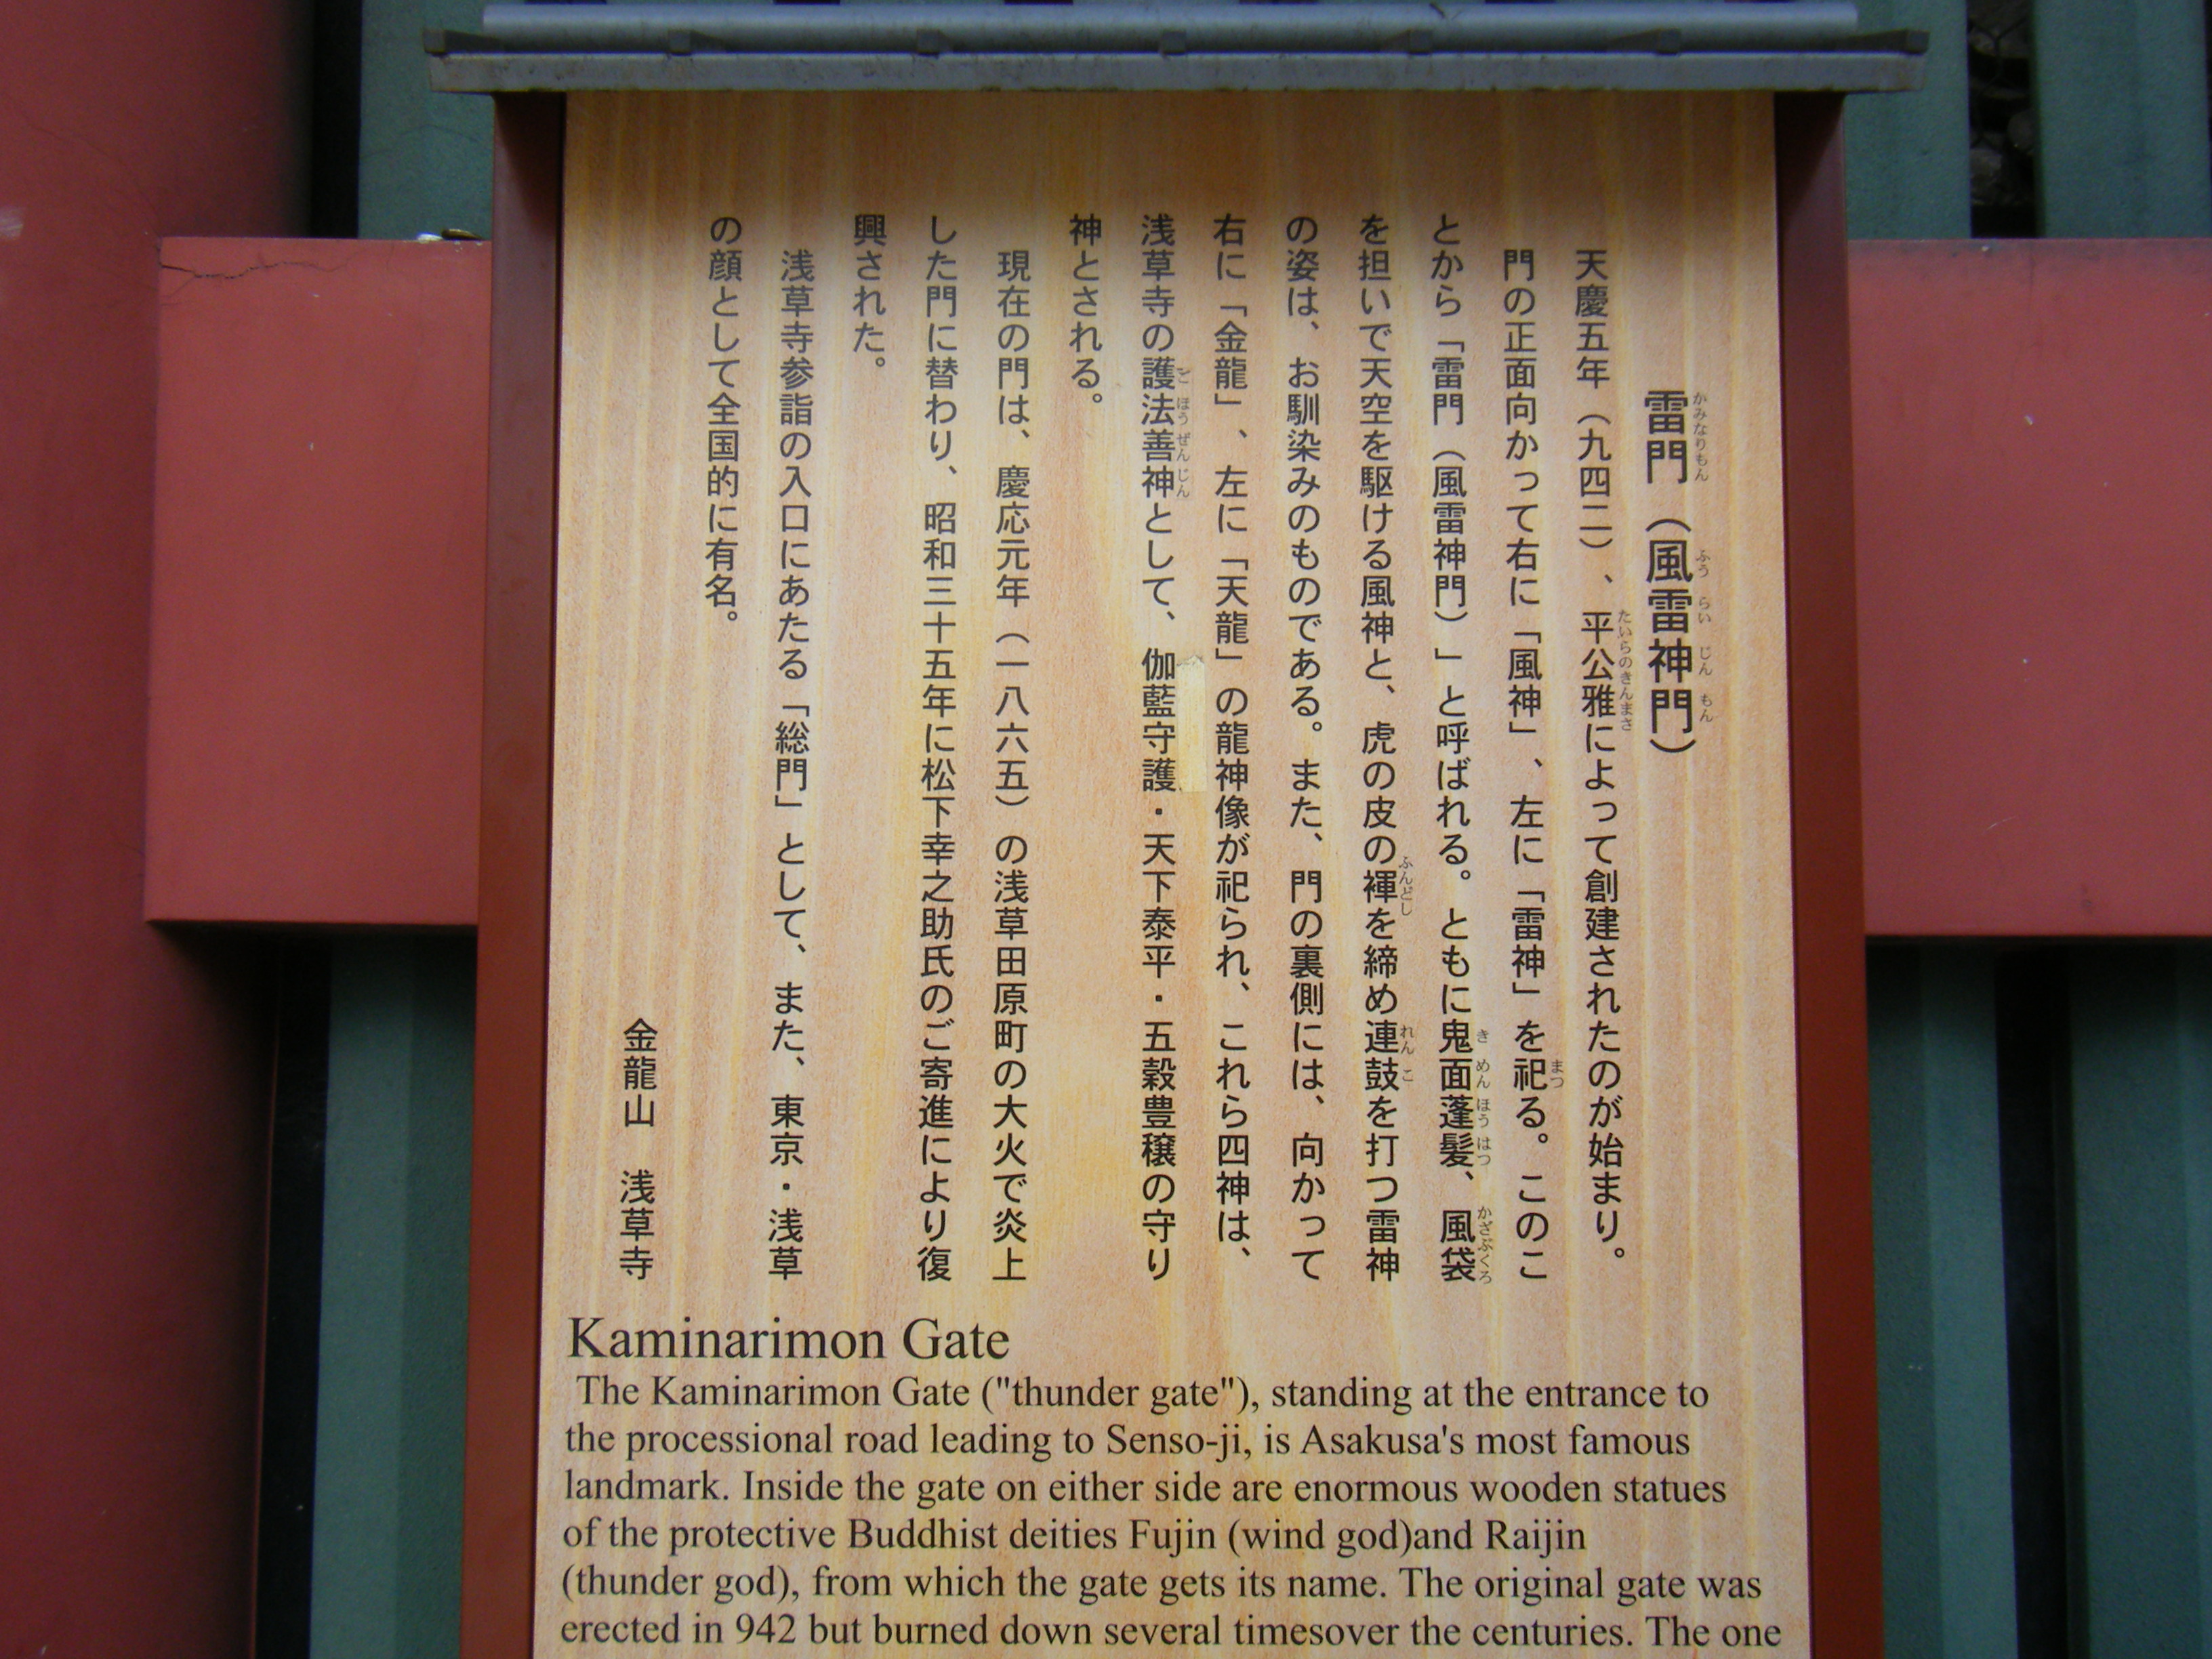 雷門（風雷神門）
天慶五年（九四二）、平公雅によって創建されたのが始まり。
門の正面向かって右に「風神」、左に「雷神」を祀る。このこ
とから「雷門（風雷神門）」と呼ばれる。ともに鬼面蓬髪、風袋
を担いで天空を駆ける風神と、虎の皮の褌を締め連鼓を打つ雷神
の姿は、お馴染みのものである。また、門の裏側には、向かって
右に「金龍」、左に「天龍」の龍神像が祀られ、これら四神は、
浅草寺の護法善神として、伽藍守護・天下泰平・五穀豊穣の守り
神とされる。
現在の門は、慶応元年（一八六五）の浅草田原町の大火で炎上
した門に替わり、昭和三十五年に松下幸之助氏のご寄進により復
興された。
浅草寺参詣の入口にあたる「総門」として、また、東京・浅草
の顔として全国的に有名。
金龍山　浅草寺
Kaminarimon Gate
The Kaminarimon Gate ("thunder gate"), standing at the entrance to
the processional road leading to Senso-ji, is Asakusa's most famous
landmark. Inside the gate on either side are enormous wooden statues
of the protective Buddhist deities Fujin (wind god)and Raijin
(thunder god), from which the gate gets its name. The original gate was
erected in 942 but burned down several timesover the centuries. The one